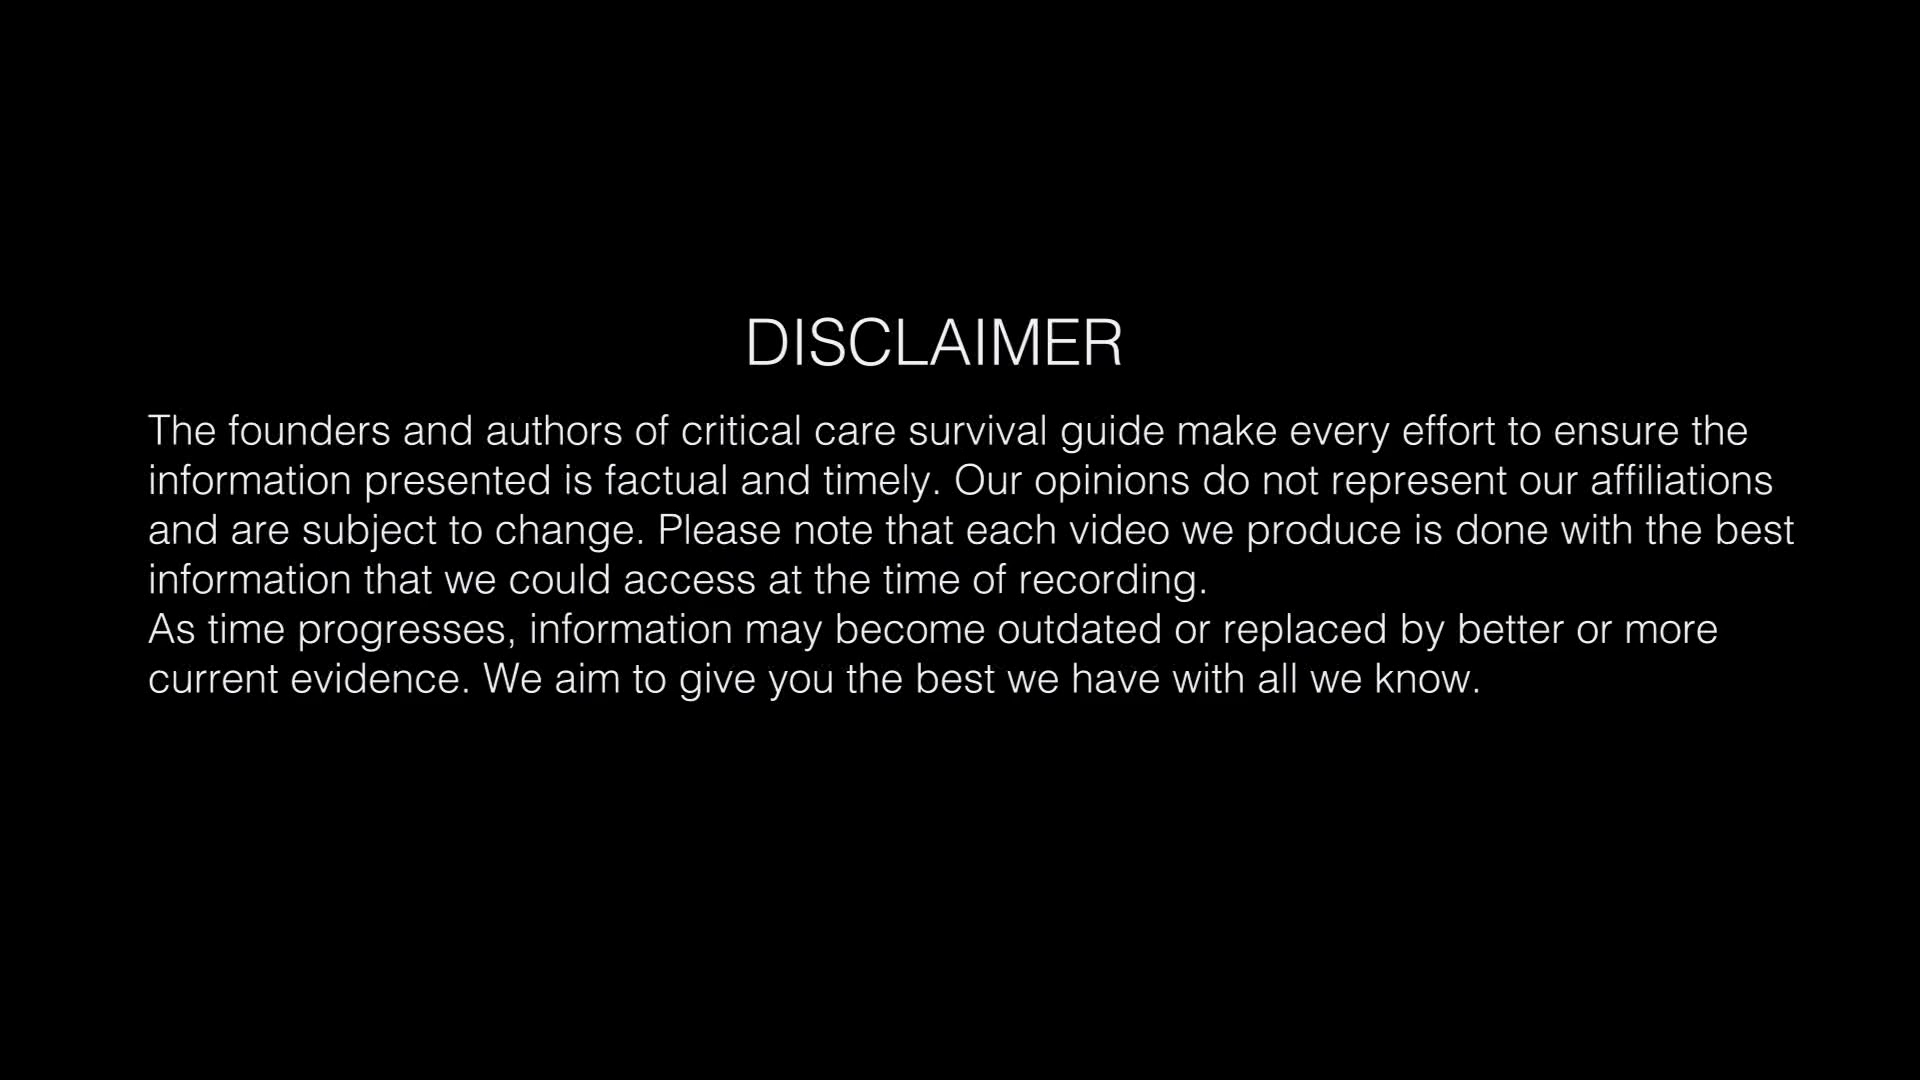 DISCLAIMER
The founders and authors of critical care survival guide make every effort to ensure the
information presented is factual and timely. Our opinions do not represent our affiliations
and are subject to change. Please note that each video we produce is done with the best
information that we could access at the time of recording.
As time progresses, information may become outdated or replaced by better or more
current evidence. We aim to give you the best we have with all we know.